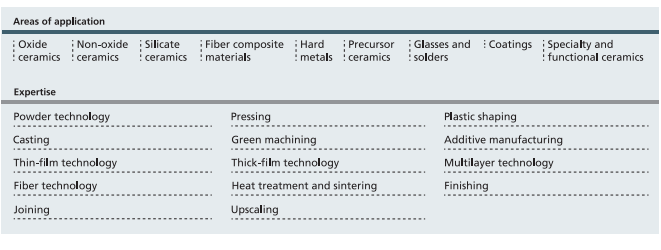 Areas of application
Oxide ceramics
Non-oxide ceramics
Silicate ceramics
Fiber composite materials
Hard metals
Precursor ceramics
Glasses and solders
Coatings
Specialty and functional ceramics
Expertise
Powder technology
Pressing
Plastic shaping
Casting
Green machining
Additive manufacturing
Thin-film technology
Thick-film technology
Multilayer technology
Fiber technology
Heat treatment and sintering
Finishing
Joining
Upscaling